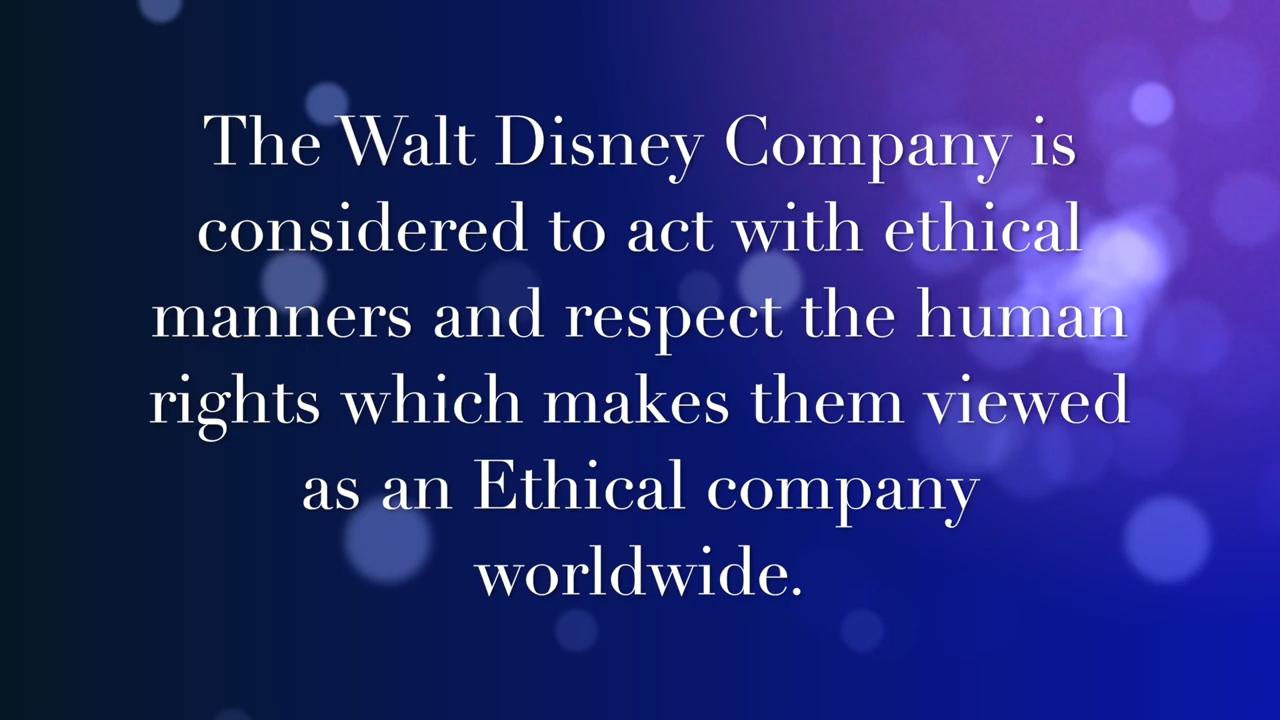 The Walt Disney Company is
considered to act with ethical
manners and respect the human
rights which makes them viewed
as an Ethical company
worldwide.